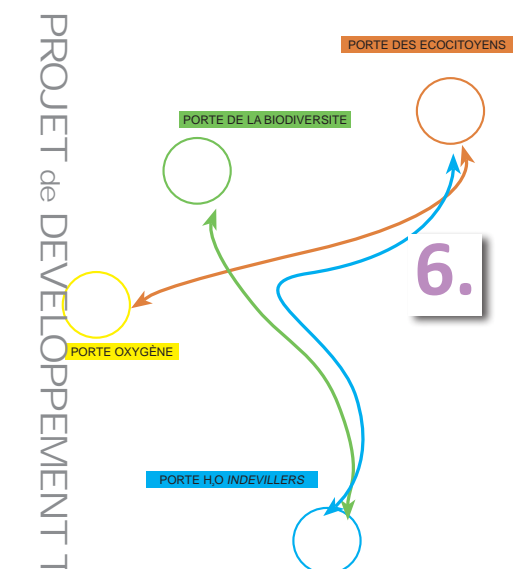 PROJET de DEVELOPPEMENT T
PORTE DES ECOCITOYENS
PORTE DE LA BIODIVERSITE
6.
PORTE OXYGÈNE
PORTE H2O INDEVILLERS